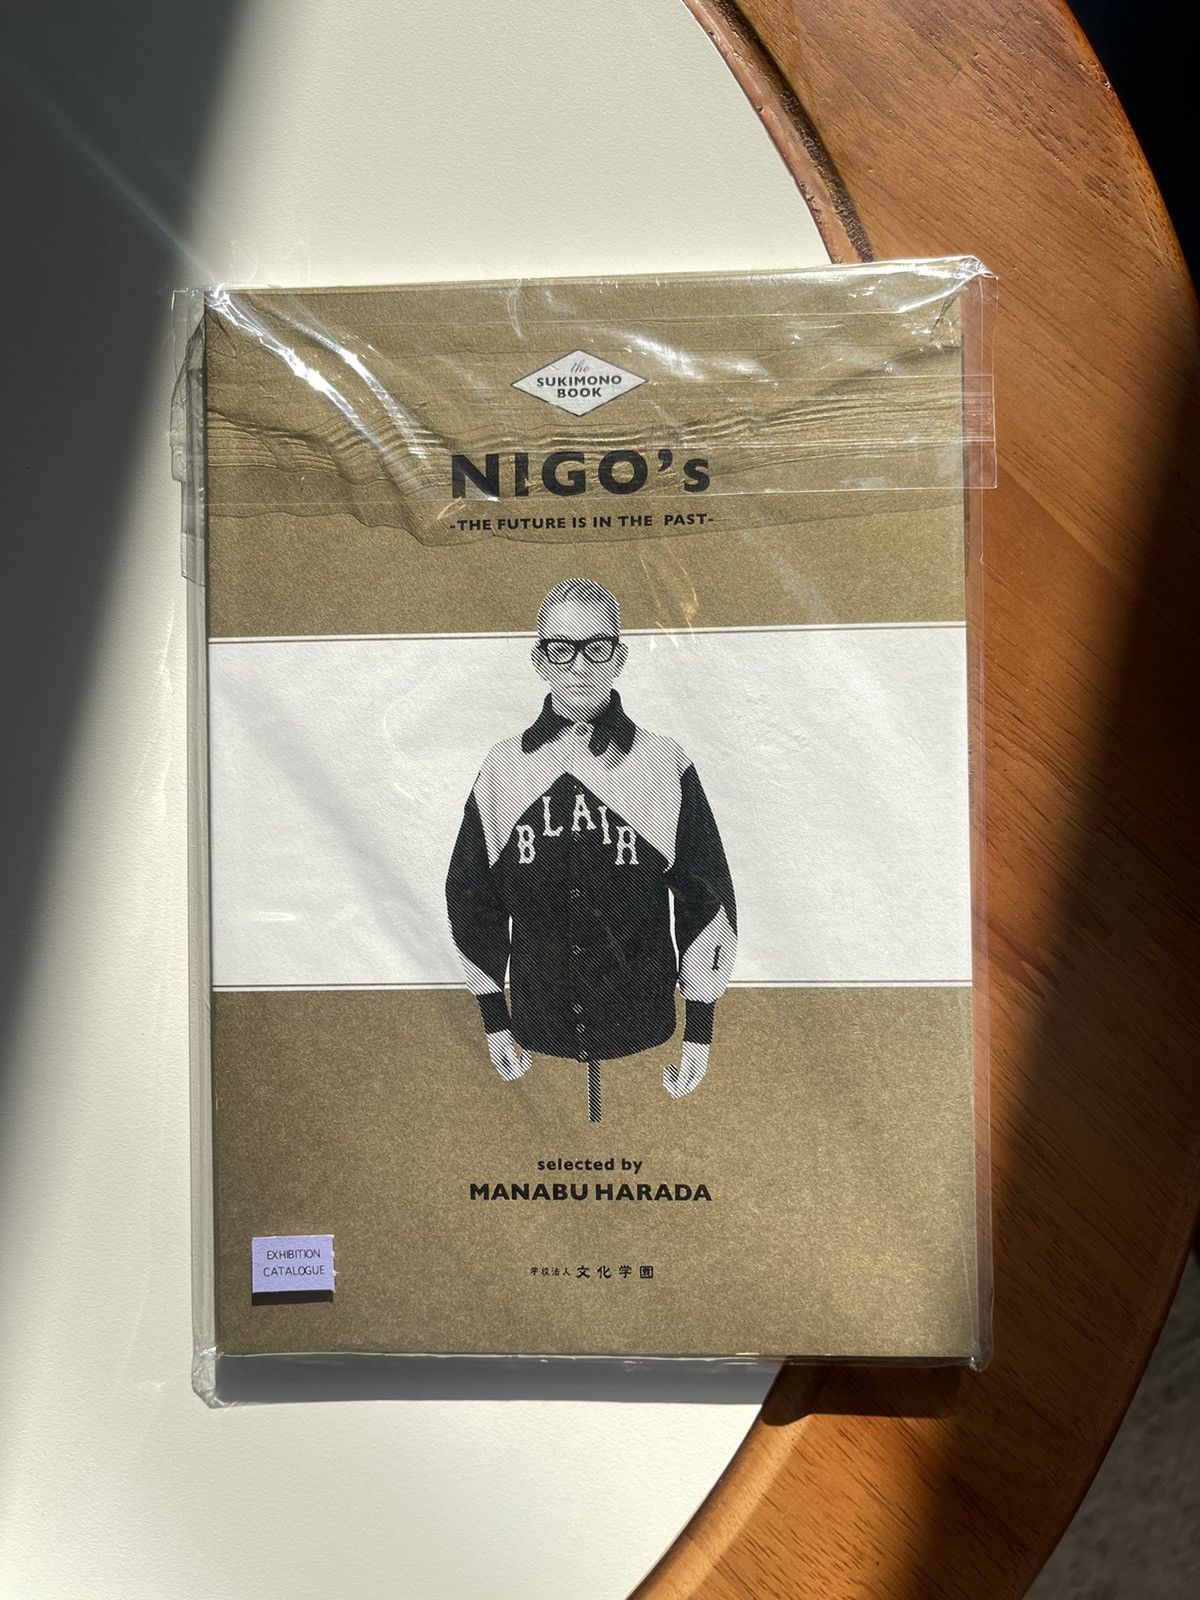 the
SUKIMONO
BOOK
NIGO's
-THE FUTURE IS IN THE PAST-
BLAIR
1
selected by
MANABU HARADA
EXHIBITION
CATALOGUE
学校法人 文化学園